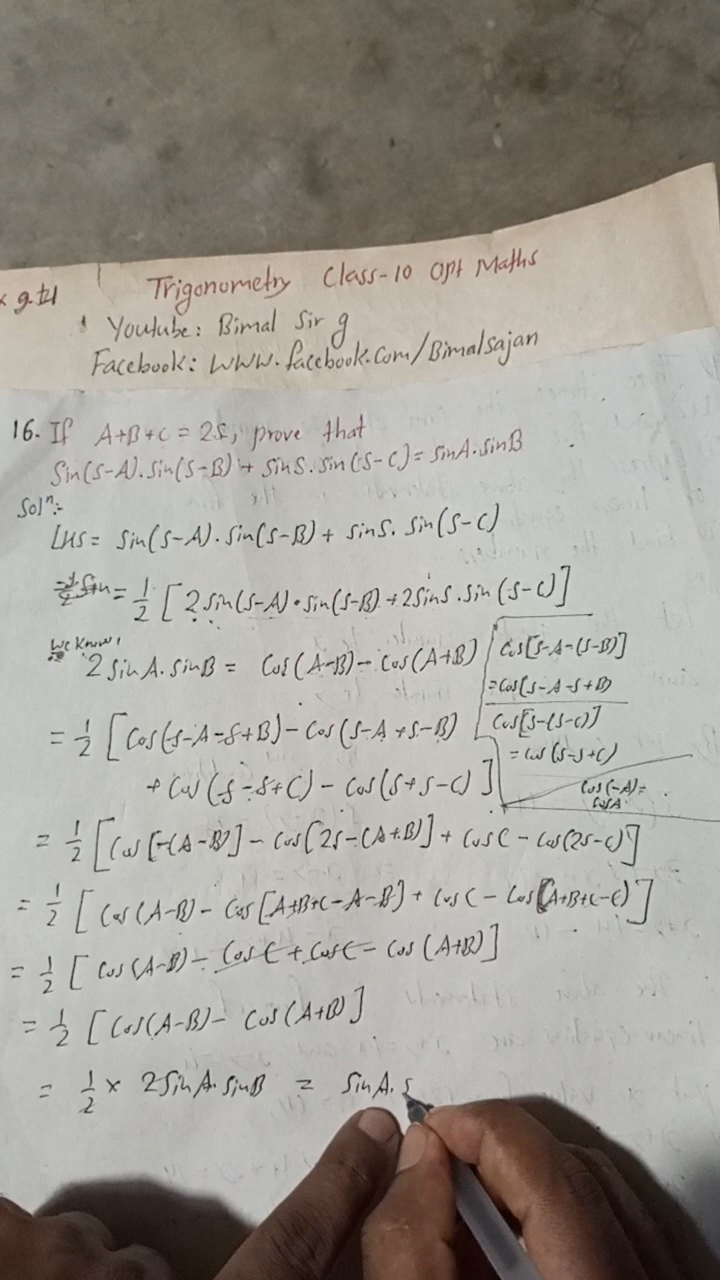 Trigonometry Class-10 Opt Maths
Youtube: Bimal Sir g
Facebook: WWW.facebook.com/Bimalsajan
16. If A+B+C = 2S, prove that
Sin(S-A).Sin(S-B) + SinS.Sin(S-C) = SinA.SinB
Solⁿ:-
LHS = Sin(S-A).Sin(S-B) + SinS.Sin(S-C)
= 1/2 [2Sin(S-A).Sin(S-B) + 2SinS.Sin(S-C)]
We Know,
2SinA.SinB = Cos(A-B) - Cos(A+B)
Cos[S-A-(S-B)]
= Cos(S-A-S+B)
Cos[S-(S-C)]
= Cos(S-S+C)
Cos(-A) =
CosA
= 1/2 [Cos(S-A-S+B) - Cos(S-A+S-B)
+ Cos(S-S+C) - Cos(S+S-C)]
= 1/2 [Cos[-(A-B)] - Cos[2S-(A+B)] + CosC - Cos(2S-C)]
= 1/2 [Cos(A-B) - Cos[A+B+C-A-B] + CosC - Cos(A+B+C-C)]
= 1/2 [Cos(A-B) - CosC + CosC - Cos(A+B)]
= 1/2 [Cos(A-B) - Cos(A+B)]
= 1/2 × 2SinA.SinB = SinA.S